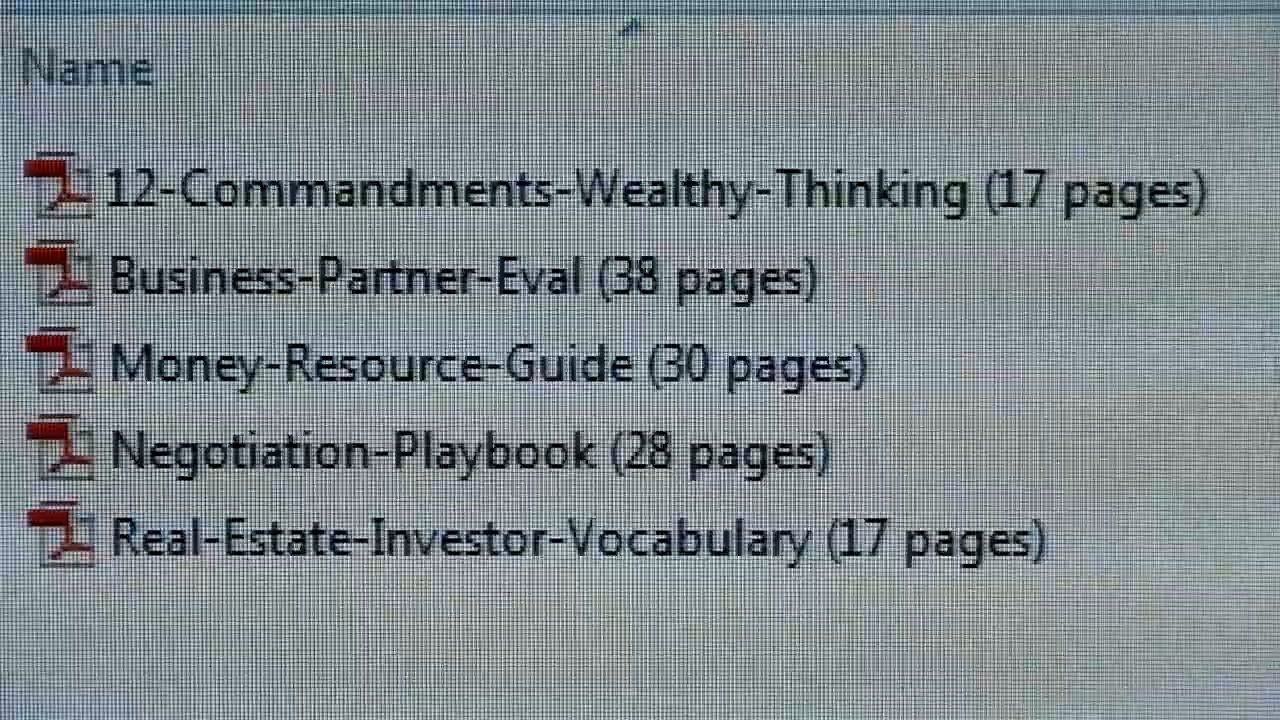 Name
12-Commandments-Wealthy-Thinking (17 pages)
Business-Partner-Eval (38 pages)
Money-Resource-Guide (30 pages)
Negotiation-Playbook (28 pages)
Real-Estate-Investor-Vocabulary (17 pages)